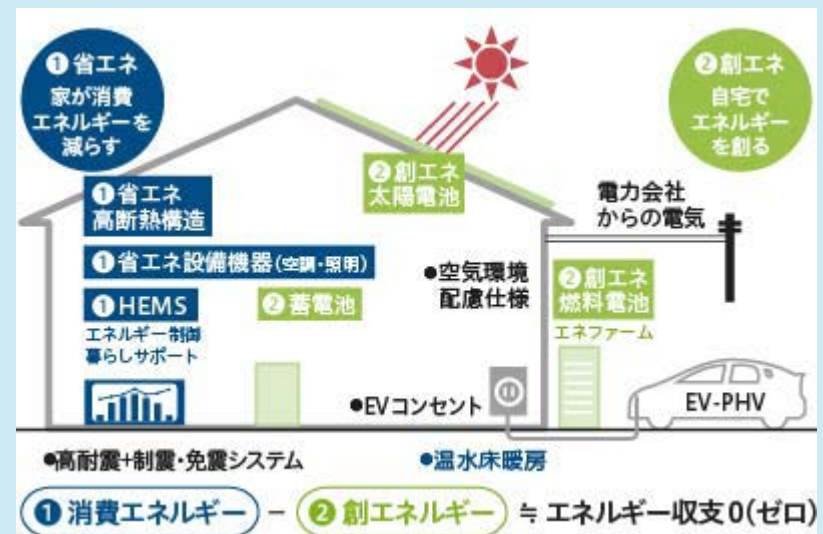 ❶省エネ
家が消費
エネルギーを
減らす
❷創エネ
自宅で
エネルギー
を創る
❷創エネ
太陽電池
❶省エネ
高断熱構造
電力会社
からの電気
❶省エネ設備機器(空調・照明)
●空気環境
配慮仕様
❷創エネ
燃料電池
エネファーム
❶HEMS
エネルギー制御
暮らしサポート
❷蓄電池
●EVコンセント
EV-PHV
●高耐震+制震・免震システム
●温水床暖房
❶消費エネルギー − ❷創エネルギー ≒ エネルギー収支0(ゼロ)